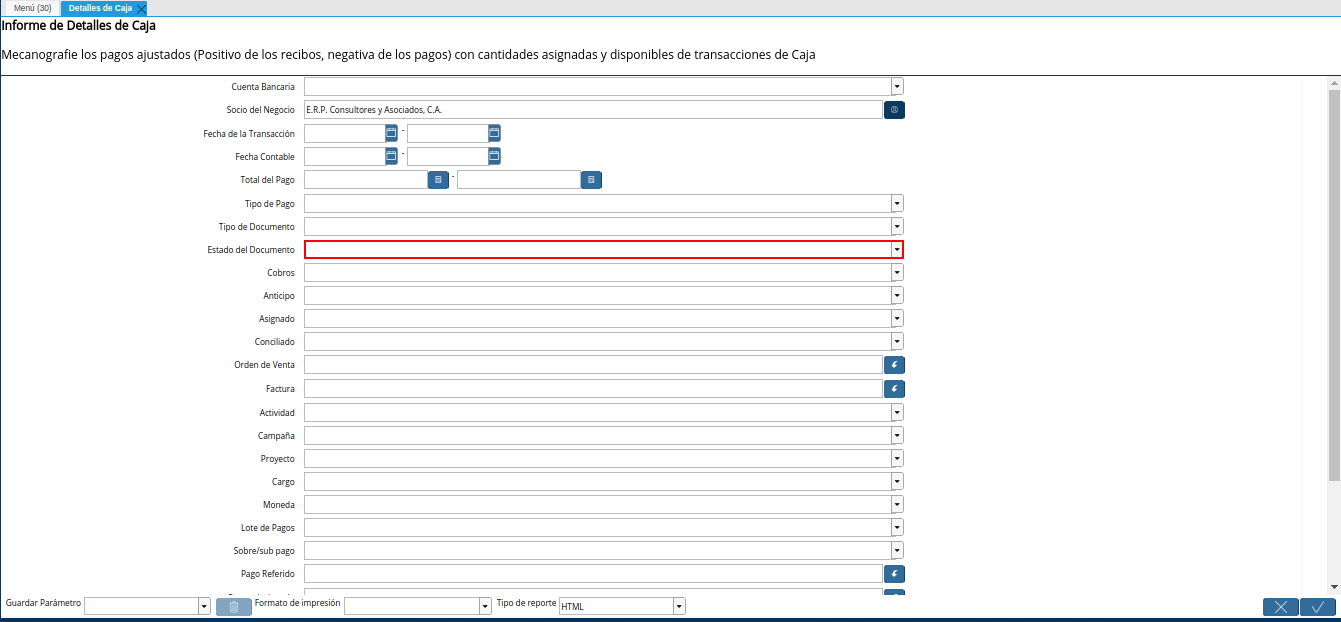 Menú (30) Detalles de Caja
Informe de Detalles de Caja
Mecanografie los pagos ajustados (Positivo de los recibos, negativa de los pagos) con cantidades asignadas y disponibles de transacciones de Caja
Cuenta Bancaria
Socio del Negocio E.R.P. Consultores y Asociados, C.A.
Fecha de la Transacción -
Fecha Contable -
Total del Pago -
Tipo de Pago
Tipo de Documento
Estado del Documento
Cobros
Anticipo
Asignado
Conciliado
Orden de Venta
Factura
Actividad
Campaña
Proyecto
Cargo
Moneda
Lote de Pagos
Sobre/sub pago
Pago Referido
Guardar Parámetro Formato de impresión Tipo de reporte HTML